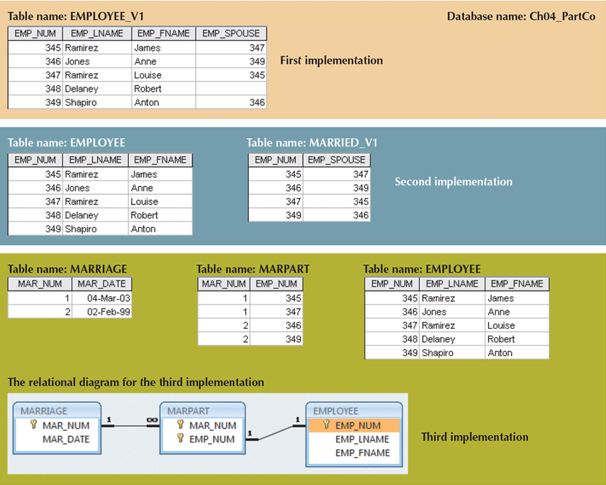 Table name: EMPLOYEE_V1 Database name: Ch04_PartCo
EMP_NUM EMP_LNAME EMP_FNAME EMP_SPOUSE
345 Ramirez James 347
346 Jones Anne 349
347 Ramirez Louise 345
348 Delaney Robert
349 Shapiro Anton 346
First implementation
Table name: EMPLOYEE
EMP_NUM EMP_LNAME EMP_FNAME
345 Ramirez James
346 Jones Anne
347 Ramirez Louise
348 Delaney Robert
349 Shapiro Anton
Table name: MARRIED_V1
EMP_NUM EMP_SPOUSE
345 347
346 349
347 345
349 346
Second implementation
Table name: MARRIAGE
MAR_NUM MAR_DATE
1 04-Mar-03
2 02-Feb-99
Table name: MARPART
MAR_NUM EMP_NUM
1 345
1 347
2 346
2 349
Table name: EMPLOYEE
EMP_NUM EMP_LNAME EMP_FNAME
345 Ramirez James
346 Jones Anne
347 Ramirez Louise
348 Delaney Robert
349 Shapiro Anton
The relational diagram for the third implementation
MARRIAGE
MAR_NUM
MAR_DATE
1 ∞
MARPART
MAR_NUM
EMP_NUM
1 1
EMPLOYEE
EMP_NUM
EMP_LNAME
EMP_FNAME
Third implementation